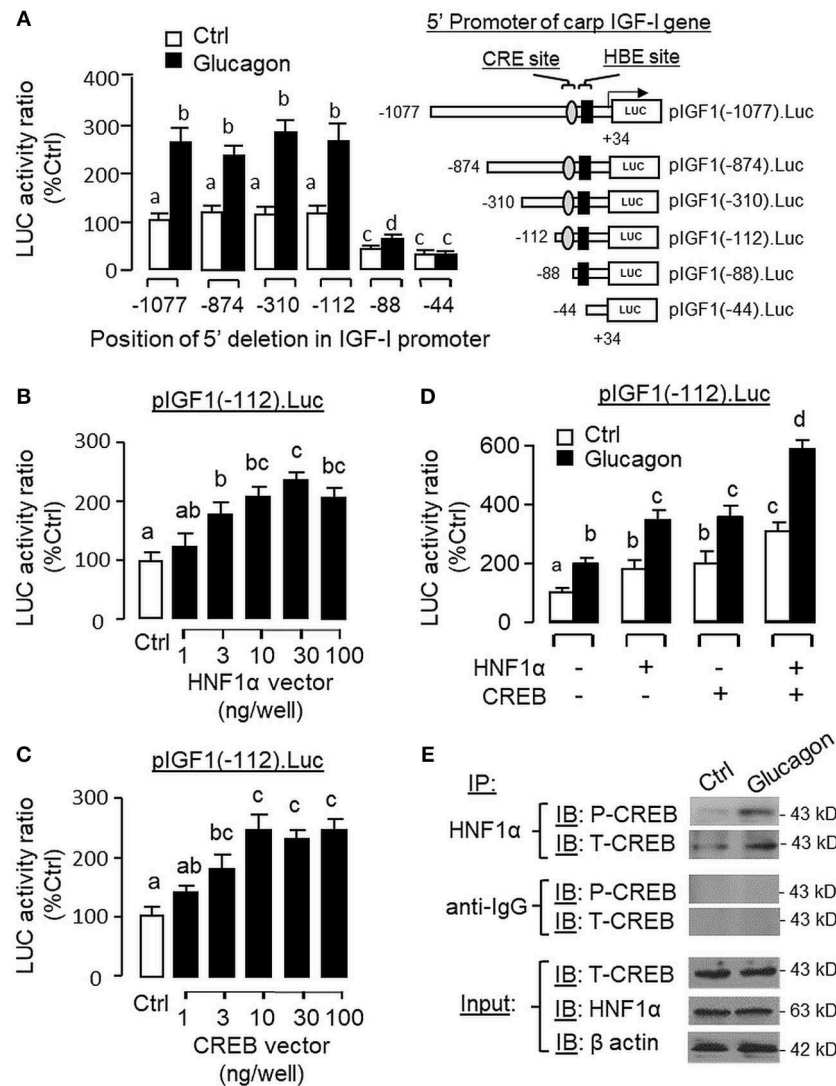 A
Ctrl
Glucagon
LUC activity ratio
(%Ctrl)
400
300
200
100
0
a b a b a b a b c d c c
-1077 -874 -310 -112 -88 -44
Position of 5' deletion in IGF-I promoter
5' Promoter of carp IGF-I gene
CRE site HBE site
-1077 LUC pIGF1(-1077).Luc
+34
-874 LUC pIGF1(-874).Luc
-310 LUC pIGF1(-310).Luc
-112 LUC pIGF1(-112).Luc
-88 LUC pIGF1(-88).Luc
-44 LUC pIGF1(-44).Luc
+34
B
pIGF1(-112).Luc
LUC activity ratio
(%Ctrl)
300
200
100
0
a ab b bc c bc
Ctrl 1 3 10 30 100
HNF1α vector
(ng/well)
C
pIGF1(-112).Luc
LUC activity ratio
(%Ctrl)
300
200
100
0
a ab bc c c c
Ctrl 1 3 10 30 100
CREB vector
(ng/well)
D
pIGF1(-112).Luc
Ctrl
Glucagon
LUC activity ratio
(%Ctrl)
600
400
200
0
a b b c b c c d
HNF1α - + - +
CREB - - + +
E
IP:
Ctrl Glucagon
HNF1α
IB: P-CREB - 43 kD
IB: T-CREB - 43 kD
anti-IgG
IB: P-CREB - 43 kD
IB: T-CREB - 43 kD
Input:
IB: T-CREB - 43 kD
IB: HNF1α - 63 kD
IB: β actin - 42 kD